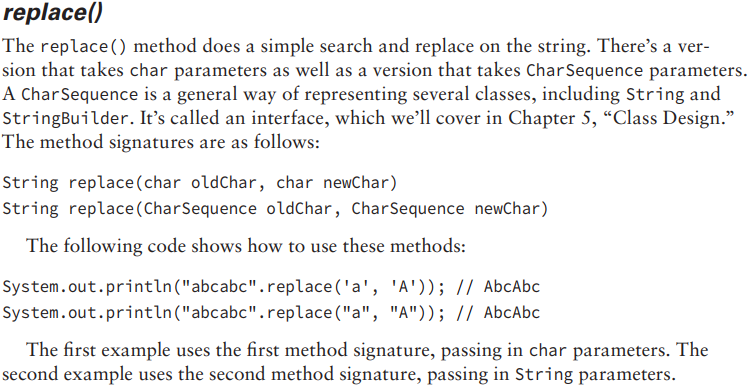 replace()
The replace() method does a simple search and replace on the string. There’s a ver-
sion that takes char parameters as well as a version that takes CharSequence parameters.
A CharSequence is a general way of representing several classes, including String and
StringBuilder. It’s called an interface, which we’ll cover in Chapter 5, “Class Design.”
The method signatures are as follows:
String replace(char oldChar, char newChar)
String replace(CharSequence oldChar, CharSequence newChar)
The following code shows how to use these methods:
System.out.println("abcabc".replace('a', 'A')); // AbcAbc
System.out.println("abcabc".replace("a", "A")); // AbcAbc
The first example uses the first method signature, passing in char parameters. The
second example uses the second method signature, passing in String parameters.